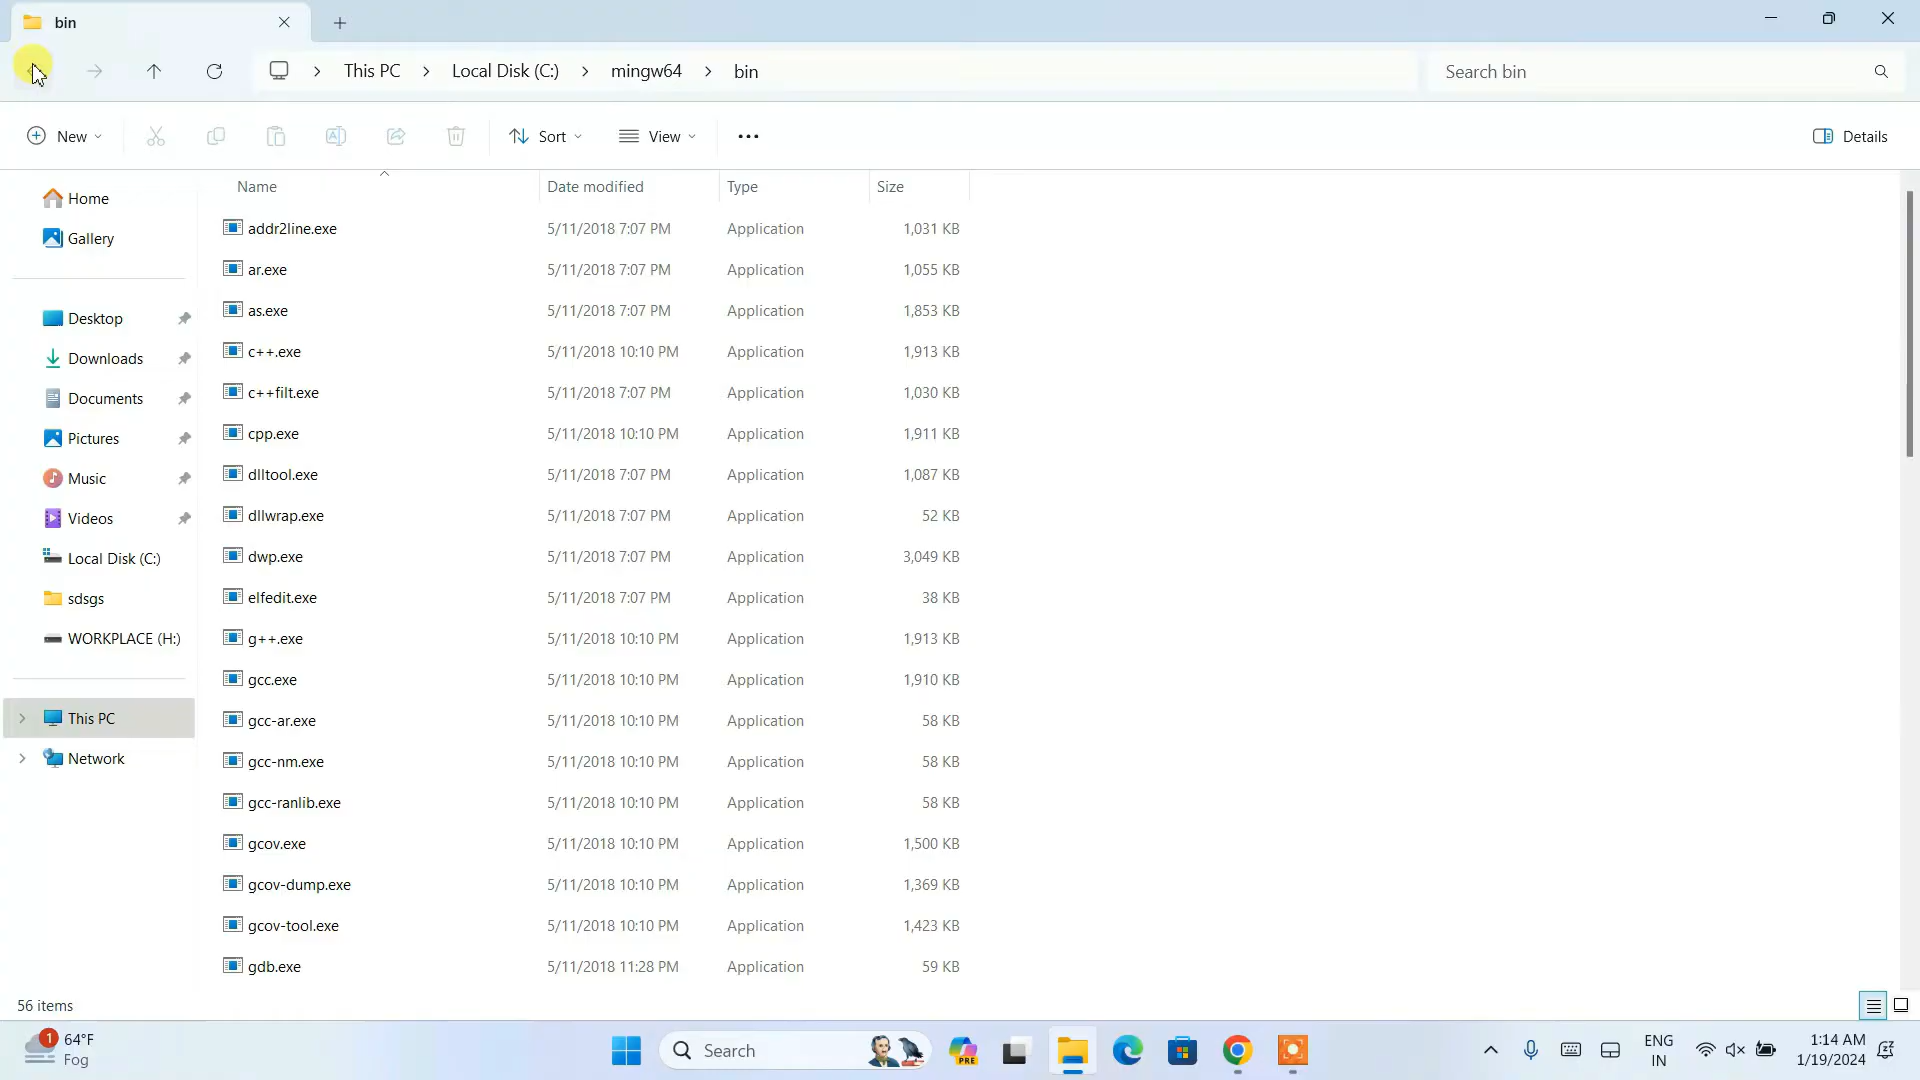 bin
This PC
Local Disk (C:)
mingw64
bin
Search bin
New
Sort
View
Details
Home
Gallery
Desktop
Downloads
Documents
Pictures
Music
Videos
Local Disk (C:)
sdsgs
WORKPLACE (H:)
This PC
Network
Name Date modified Type Size
addr2line.exe 5/11/2018 7:07 PM Application 1,031 KB
ar.exe 5/11/2018 7:07 PM Application 1,055 KB
as.exe 5/11/2018 7:07 PM Application 1,853 KB
c++.exe 5/11/2018 10:10 PM Application 1,913 KB
c++filt.exe 5/11/2018 7:07 PM Application 1,030 KB
cpp.exe 5/11/2018 10:10 PM Application 1,911 KB
dlltool.exe 5/11/2018 7:07 PM Application 1,087 KB
dllwrap.exe 5/11/2018 7:07 PM Application 52 KB
dwp.exe 5/11/2018 7:07 PM Application 3,049 KB
elfedit.exe 5/11/2018 7:07 PM Application 38 KB
g++.exe 5/11/2018 10:10 PM Application 1,913 KB
gcc.exe 5/11/2018 10:10 PM Application 1,910 KB
gcc-ar.exe 5/11/2018 10:10 PM Application 58 KB
gcc-nm.exe 5/11/2018 10:10 PM Application 58 KB
gcc-ranlib.exe 5/11/2018 10:10 PM Application 58 KB
gcov.exe 5/11/2018 10:10 PM Application 1,500 KB
gcov-dump.exe 5/11/2018 10:10 PM Application 1,369 KB
gcov-tool.exe 5/11/2018 10:10 PM Application 1,423 KB
gdb.exe 5/11/2018 11:28 PM Application 59 KB
56 items
1
64°F
Fog
Search
PRE
ENG
IN
1:14 AM
1/19/2024